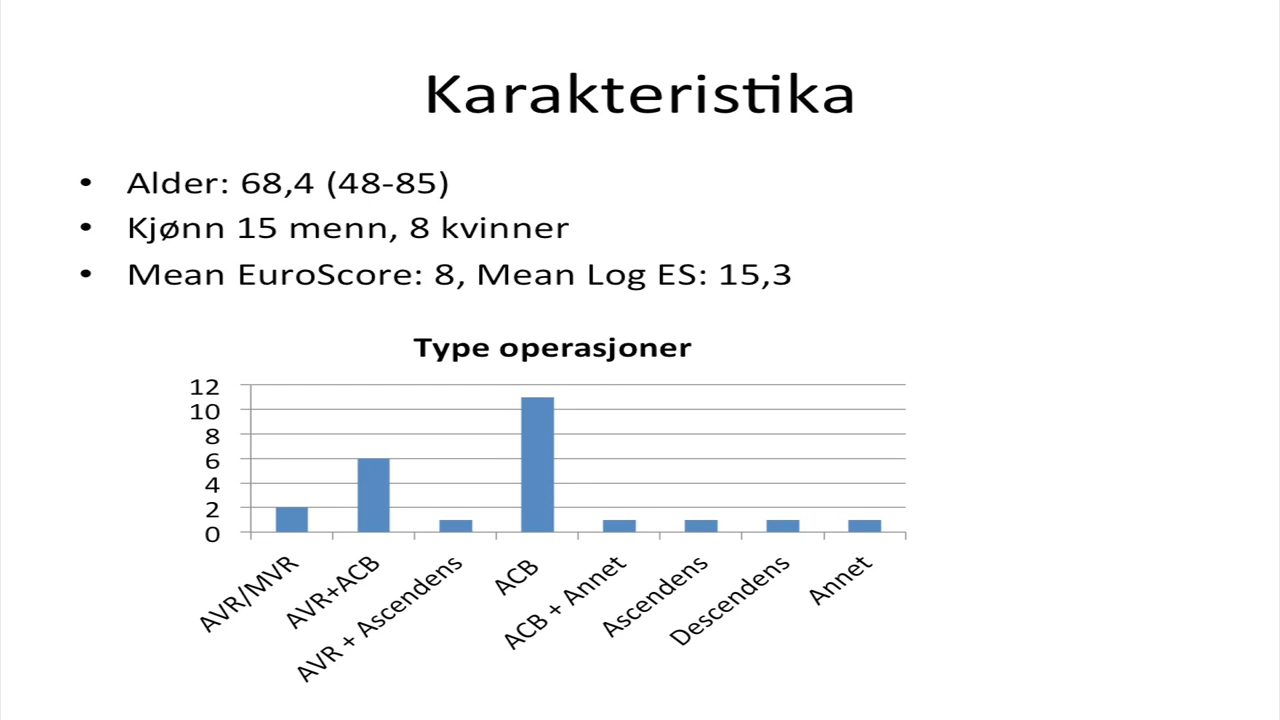 Karakteristika
• Alder: 68,4 (48-85)
• Kjønn 15 menn, 8 kvinner
• Mean EuroScore: 8, Mean Log ES: 15,3
Type operasjoner
12
10
8
6
4
2
0
AVR/MVR
AVR+ACB
AVR + Ascendens
ACB
ACB + Annet
Ascendens
Descendens
Annet